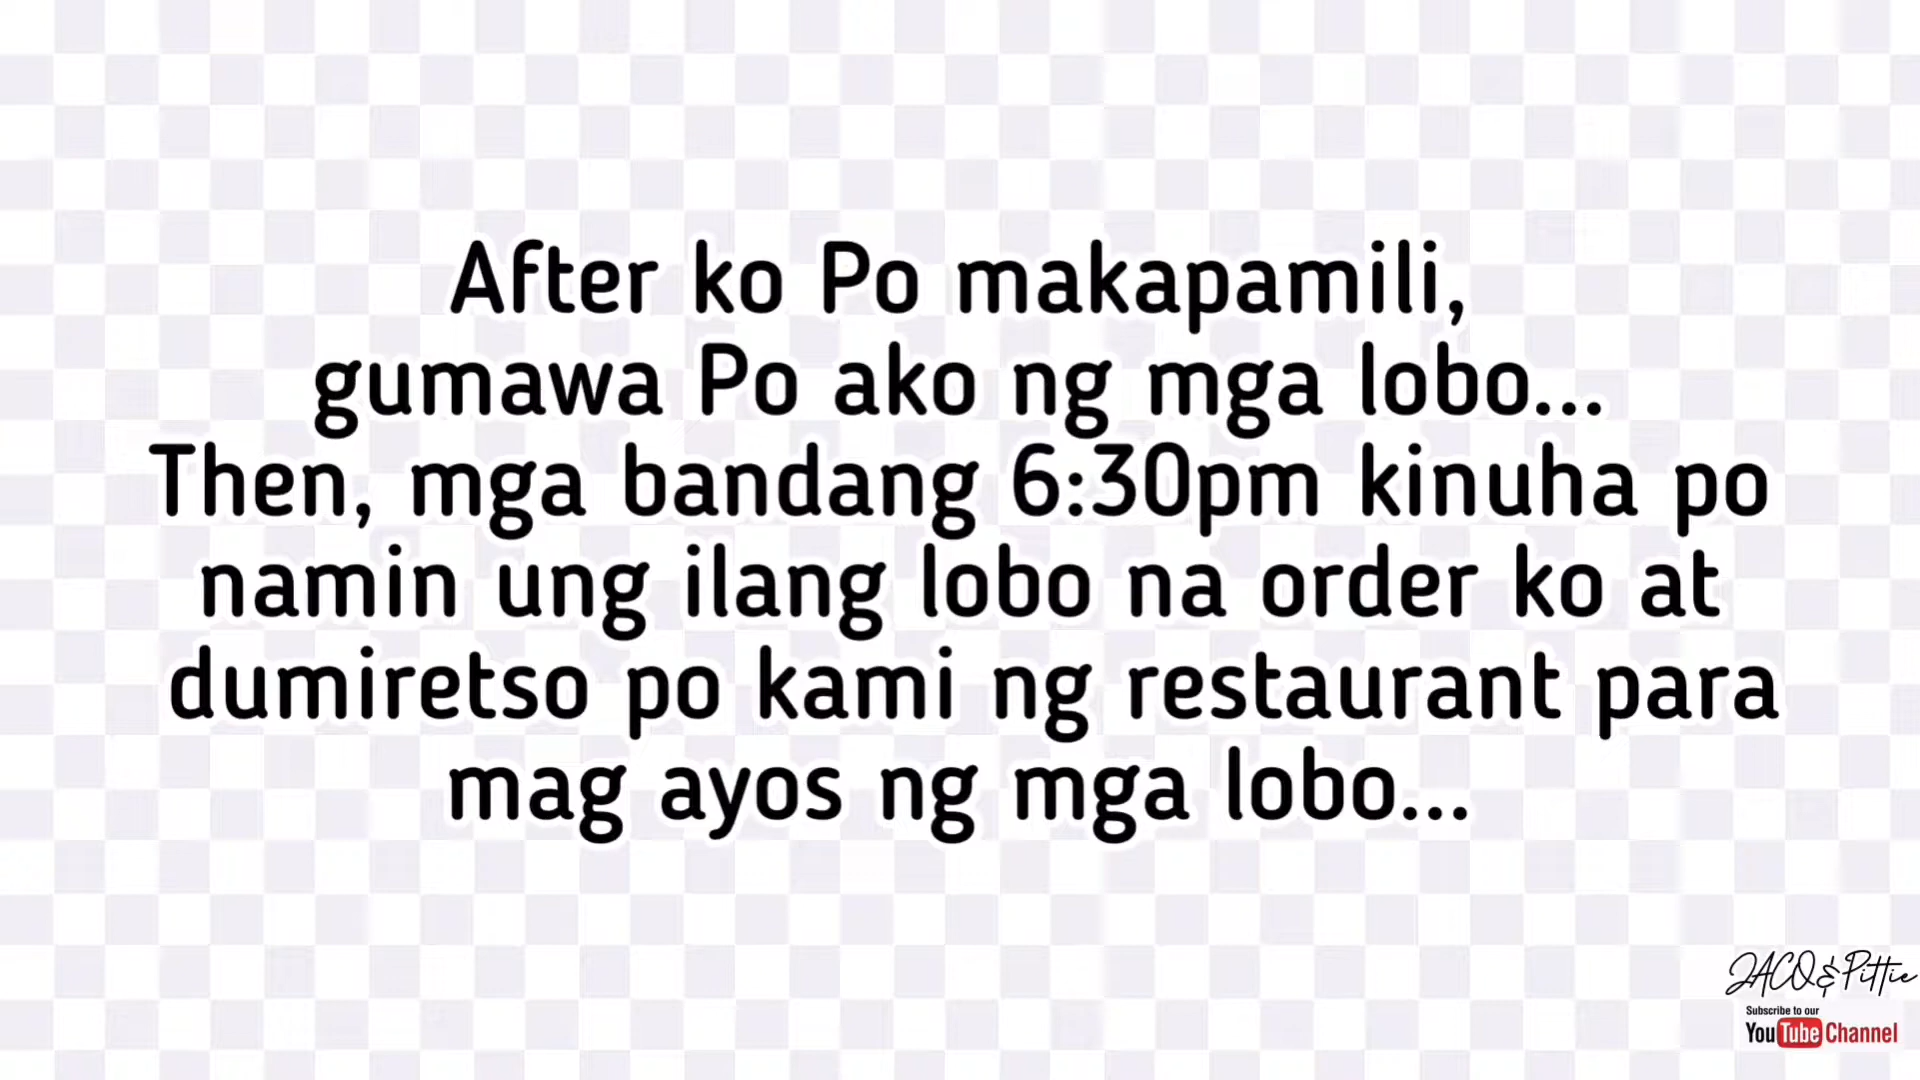 After ko Po makapamili,
gumawa Po ako ng mga lobo...
Then, mga bandang 6:30pm kinuha po
namin ung ilang lobo na order ko at
dumiretso po kami ng restaurant para
mag ayos ng mga lobo...
JACQ&Pittie
Subscribe to our
YouTube Channel